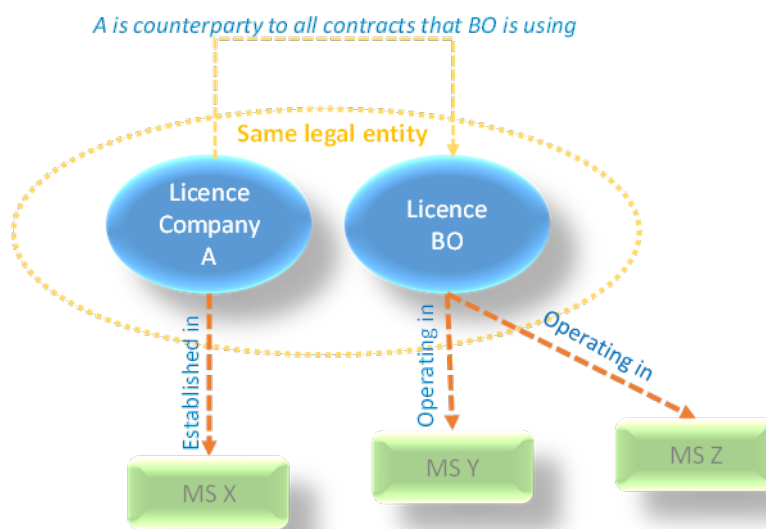 A is counterparty to all contracts that BO is using
Same legal entity
Licence
Company
A
Licence
BO
Established in
Operating in
Operating in
MS X
MS Y
MS Z